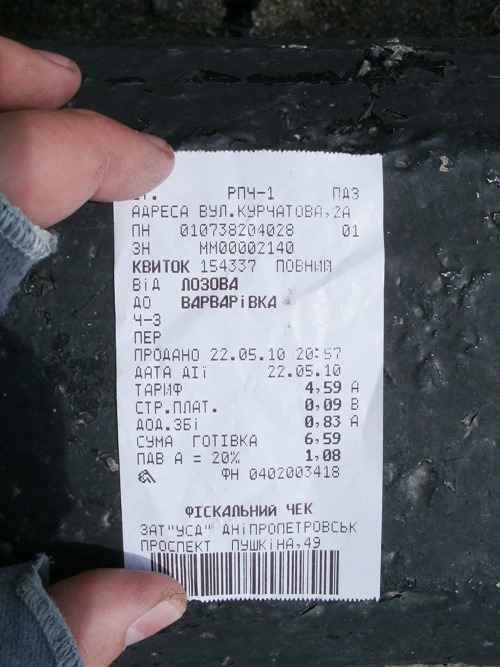 РПЧ-1 ПДЗ
АДРЕСА ВУЛ.КУРЧАТОВА,2А
ПН 010738204028 01
ЗН ММ00002140
КВИТОК 154337 ПОВНИЙ
ВіД ЛОЗОВА
ДО ВАРВАРіВКА
Ч-З
ПЕР
ПРОДАНО 22.05.10 20:57
ДАТА ДІЇ 22.05.10
ТАРИФ 4,59 А
СТР.ПЛАТ. 0,09 В
ДОД.ЗБі 0,83 А
СУМА ГОТІВКА 6,59
ПДВ А = 20% 1,08
ФН 0402003418
ФіСКАЛЬНИЙ ЧЕК
ЗАТ"УСД" ДНіПРОПЕТРОВСЬК
ПРОСПЕКТ ПУШКіНА,49